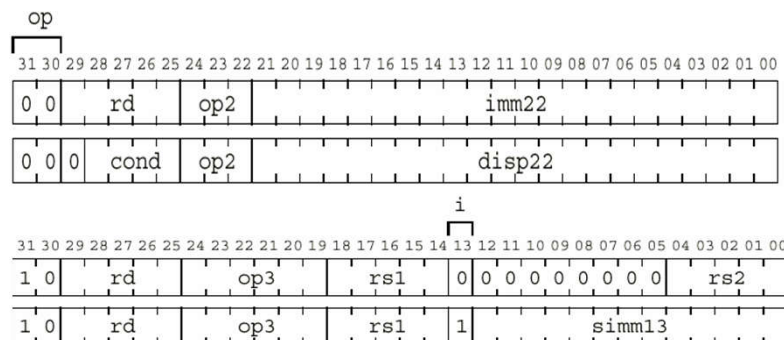 op
31 30 29 28 27 26 25 24 23 22 21 20 19 18 17 16 15 14 13 12 11 10 09 08 07 06 05 04 03 02 01 00
0 0 rd op2 imm22
0 0 0 cond op2 disp22
i
31 30 29 28 27 26 25 24 23 22 21 20 19 18 17 16 15 14 13 12 11 10 09 08 07 06 05 04 03 02 01 00
1 0 rd op3 rs1 0 0 0 0 0 0 0 0 0 rs2
1 0 rd op3 rs1 1 simm13